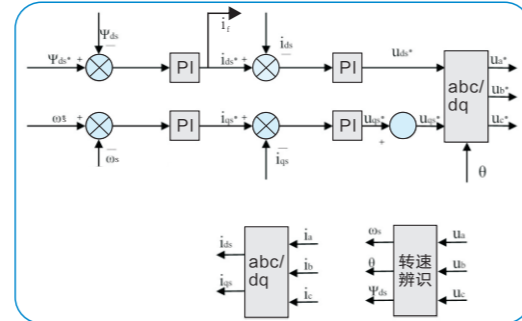 Ψds
i_f
ids
Ψds* + − PI ids* + − PI uds* ua*
abc/dq ub*
ωs* + PI iqs* + PI uqs* uqs* uc*
− ωs − iqs + θ
ids abc/dq ia
iqs ib
ic
ωs 转速辨识 ua
θ ub
Ψds uc